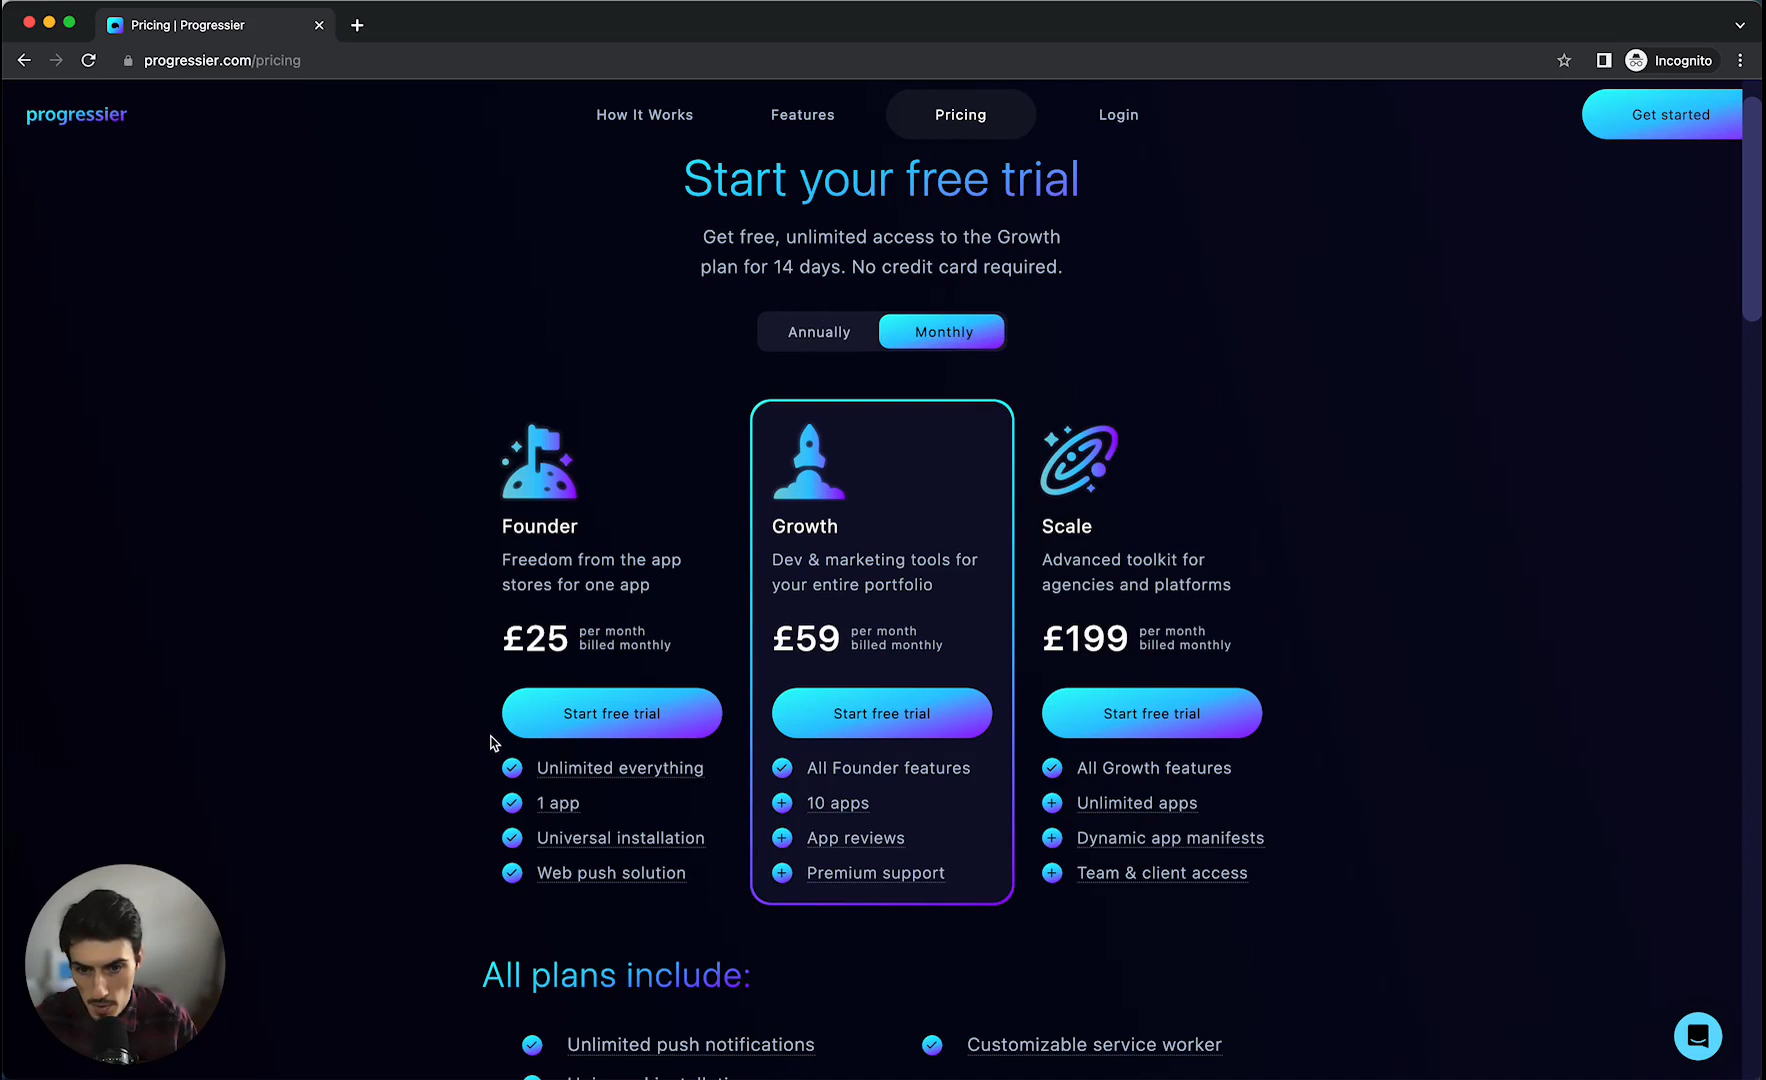 Pricing | Progressier
progressier.com/pricing
Incognito
progressier
How It Works
Features
Pricing
Login
Get started
Start your free trial
Get free, unlimited access to the Growth
plan for 14 days. No credit card required.
Annually
Monthly
Founder
Freedom from the app
stores for one app
£25
per month
billed monthly
Start free trial
Unlimited everything
1 app
Universal installation
Web push solution
Growth
Dev & marketing tools for
your entire portfolio
£59
per month
billed monthly
Start free trial
All Founder features
10 apps
App reviews
Premium support
Scale
Advanced toolkit for
agencies and platforms
£199
per month
billed monthly
Start free trial
All Growth features
Unlimited apps
Dynamic app manifests
Team & client access
All plans include:
Unlimited push notifications
Customizable service worker